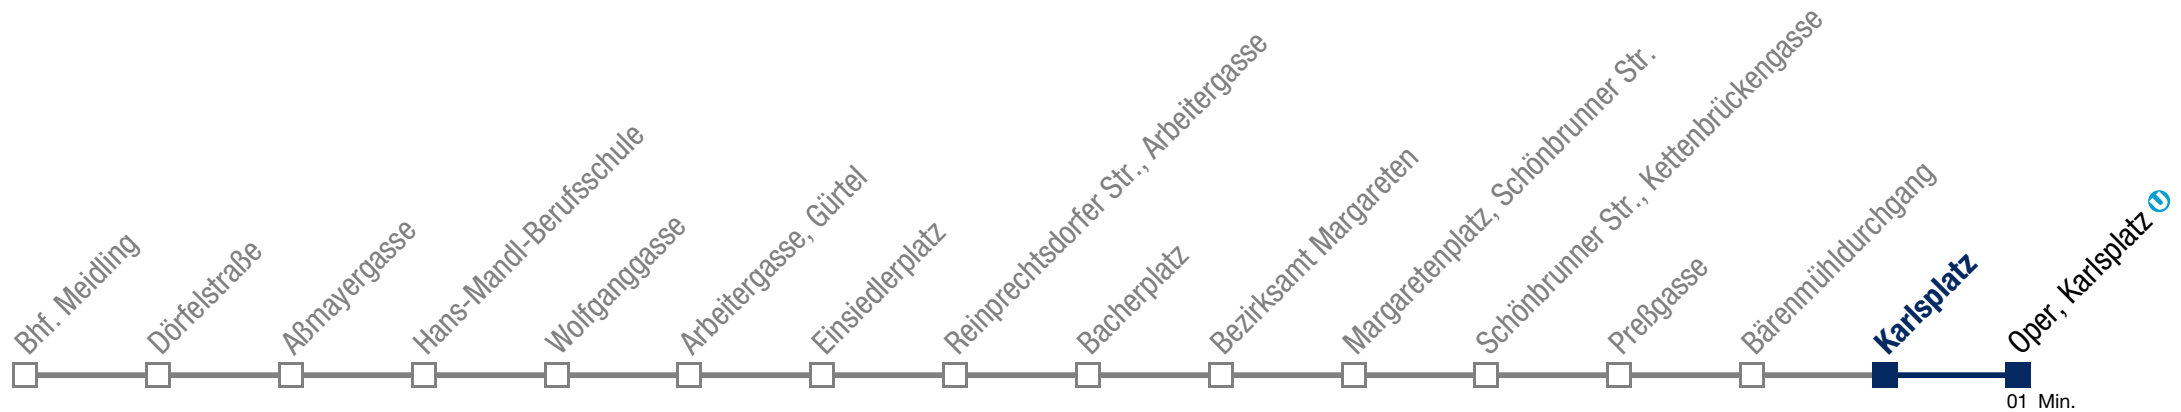 Bhf. Meidling
Dörfelstraße
Aßmayergasse
Hans-Mandl-Berufsschule
Wolfganggasse
Arbeitergasse, Gürtel
Einsiedlerplatz
Reinprechtsdorfer Str., Arbeitergasse
Bacherplatz
Bezirksamt Margareten
Margaretenplatz, Schönbrunner Str.
Schönbrunner Str., Kettenbrückengasse
Preßgasse
Bärenmühldurchgang
Karlsplatz
Oper, Karlsplatz U
01 Min.